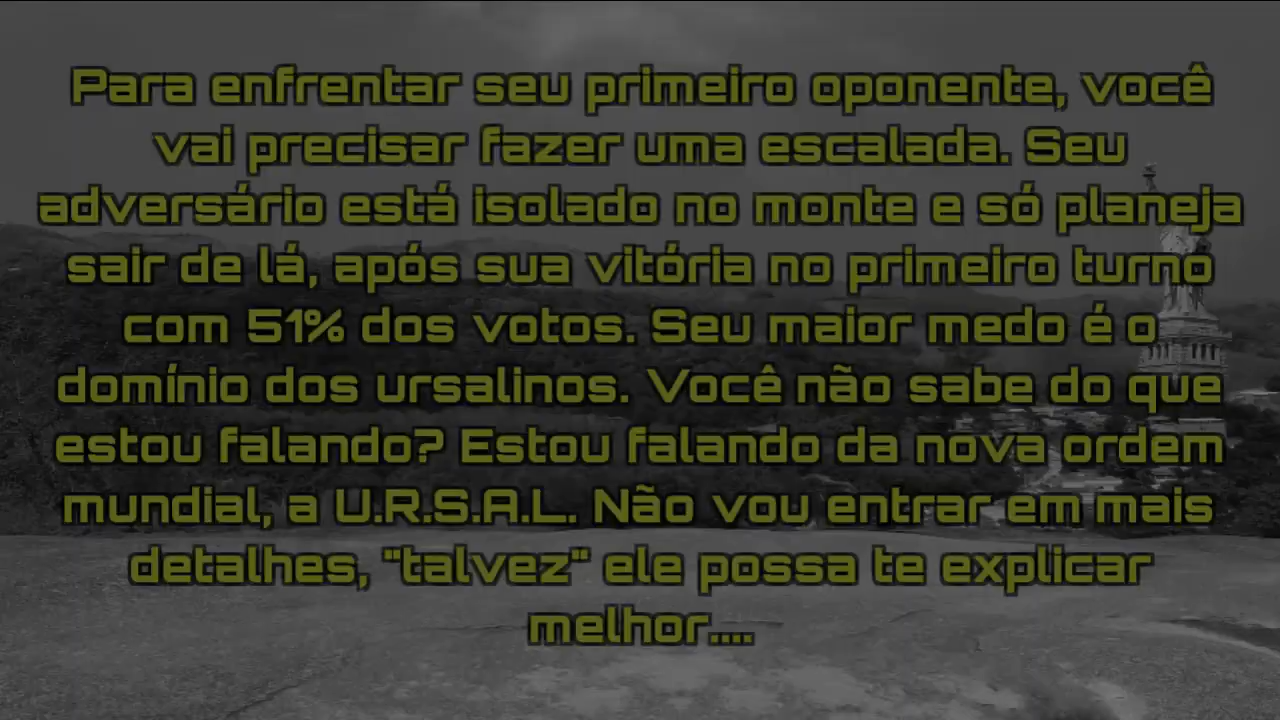 Para enfrentar seu primeiro oponente, você
vai precisar fazer uma escalada. Seu
adversário está isolado no monte e só planeja
sair de lá, após sua vitória no primeiro turno
com 51% dos votos. Seu maior medo é o
domínio dos ursalinos. Você não sabe do que
estou falando? Estou falando da nova ordem
mundial, a U.R.S.A.L. Não vou entrar em mais
detalhes, "talvez" ele possa te explicar
melhor....